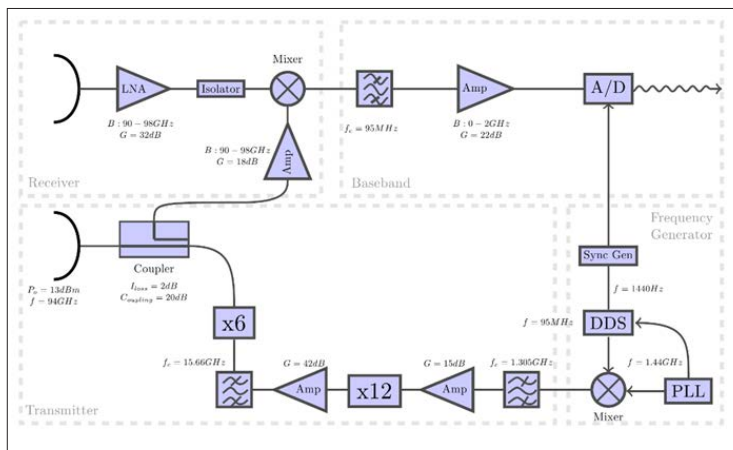 Mixer
LNA
Isolator
Amp
A/D
B : 90 − 98GHz
G = 32dB
f_c = 95MHz
B : 0 − 2GHz
G = 22dB
B : 90 − 98GHz
G = 18dB
Amp
Receiver
Baseband
Frequency
Generator
Coupler
I_loss = 2dB
C_coupling = 20dB
P_o = 13dBm
f = 94GHz
Sync Gen
f = 1440Hz
x6
f = 95MHz
DDS
f_c = 15.66GHz
G = 42dB
G = 15dB
f_c = 1.305GHz
f = 1.44GHz
Amp
x12
Amp
PLL
Mixer
Transmitter